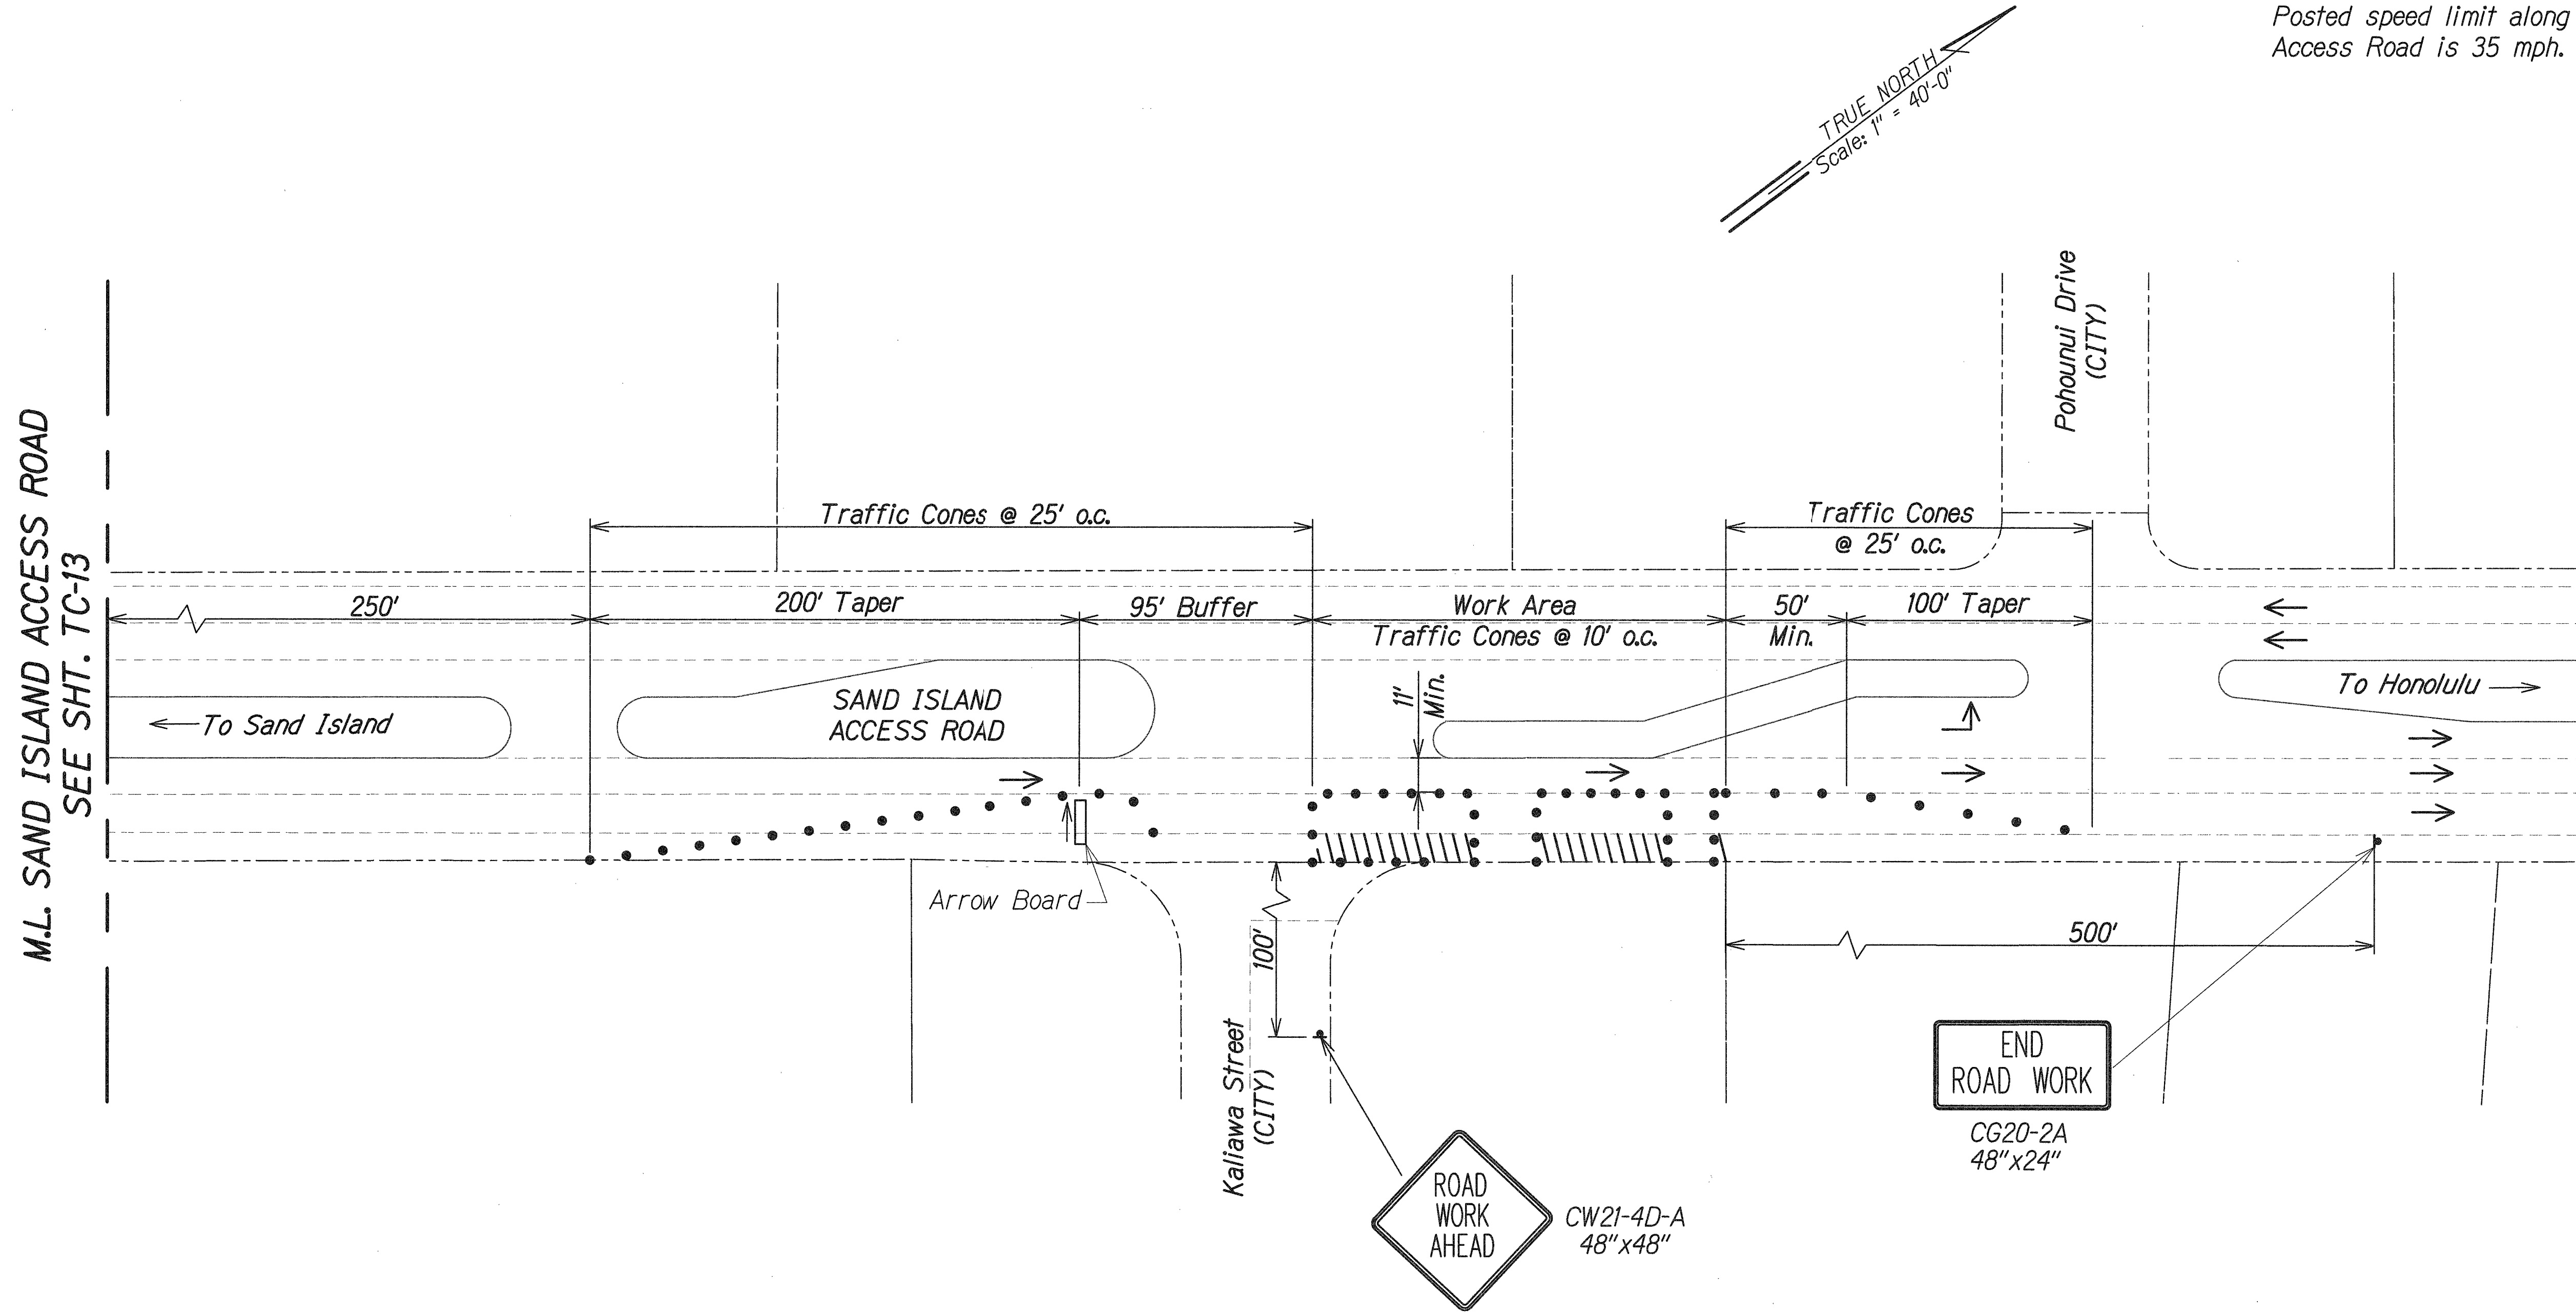 Posted speed limit along
Access Road is 35 mph.
TRUE NORTH
Scale: 1" = 40'-0"
Pohounui Drive
(CITY)
M.L. SAND ISLAND ACCESS ROAD
SEE SHT. TC-13
Traffic Cones @ 25' o.c.
Traffic Cones
@ 25' o.c.
250'
200' Taper
95' Buffer
Work Area
Traffic Cones @ 10' o.c.
50'
Min.
100' Taper
11'
Min.
To Sand Island
SAND ISLAND
ACCESS ROAD
To Honolulu
Arrow Board
100'
500'
Kaliawa Street
(CITY)
END
ROAD WORK
CG20-2A
48"x24"
ROAD
WORK
AHEAD
CW21-4D-A
48"x48"